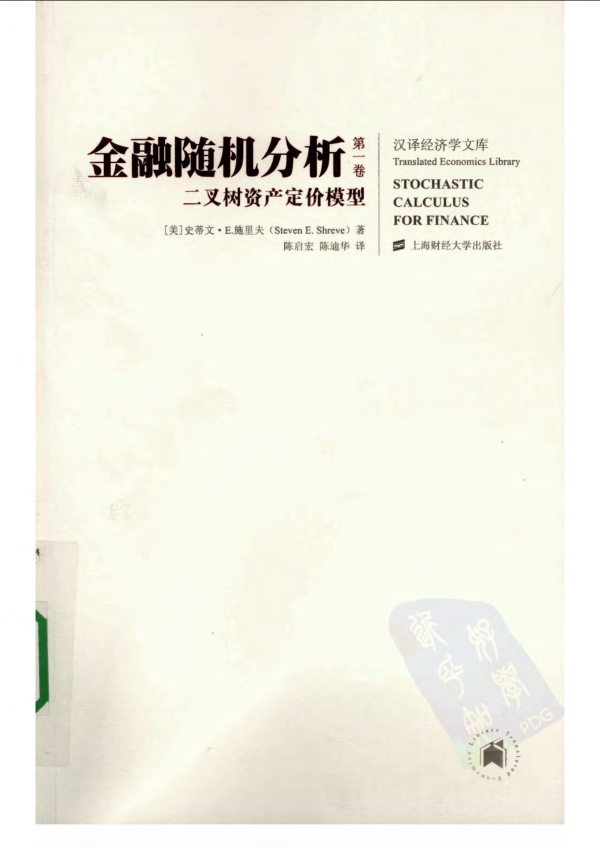 金融随机分析 第一卷
二叉树资产定价模型
[美]史蒂文·E.施里夫（Steven E. Shreve）著
陈启宏 陈迪华 译
汉译经济学文库
Translated Economics Library
STOCHASTIC
CALCULUS
FOR FINANCE
上海财经大学出版社
PDG